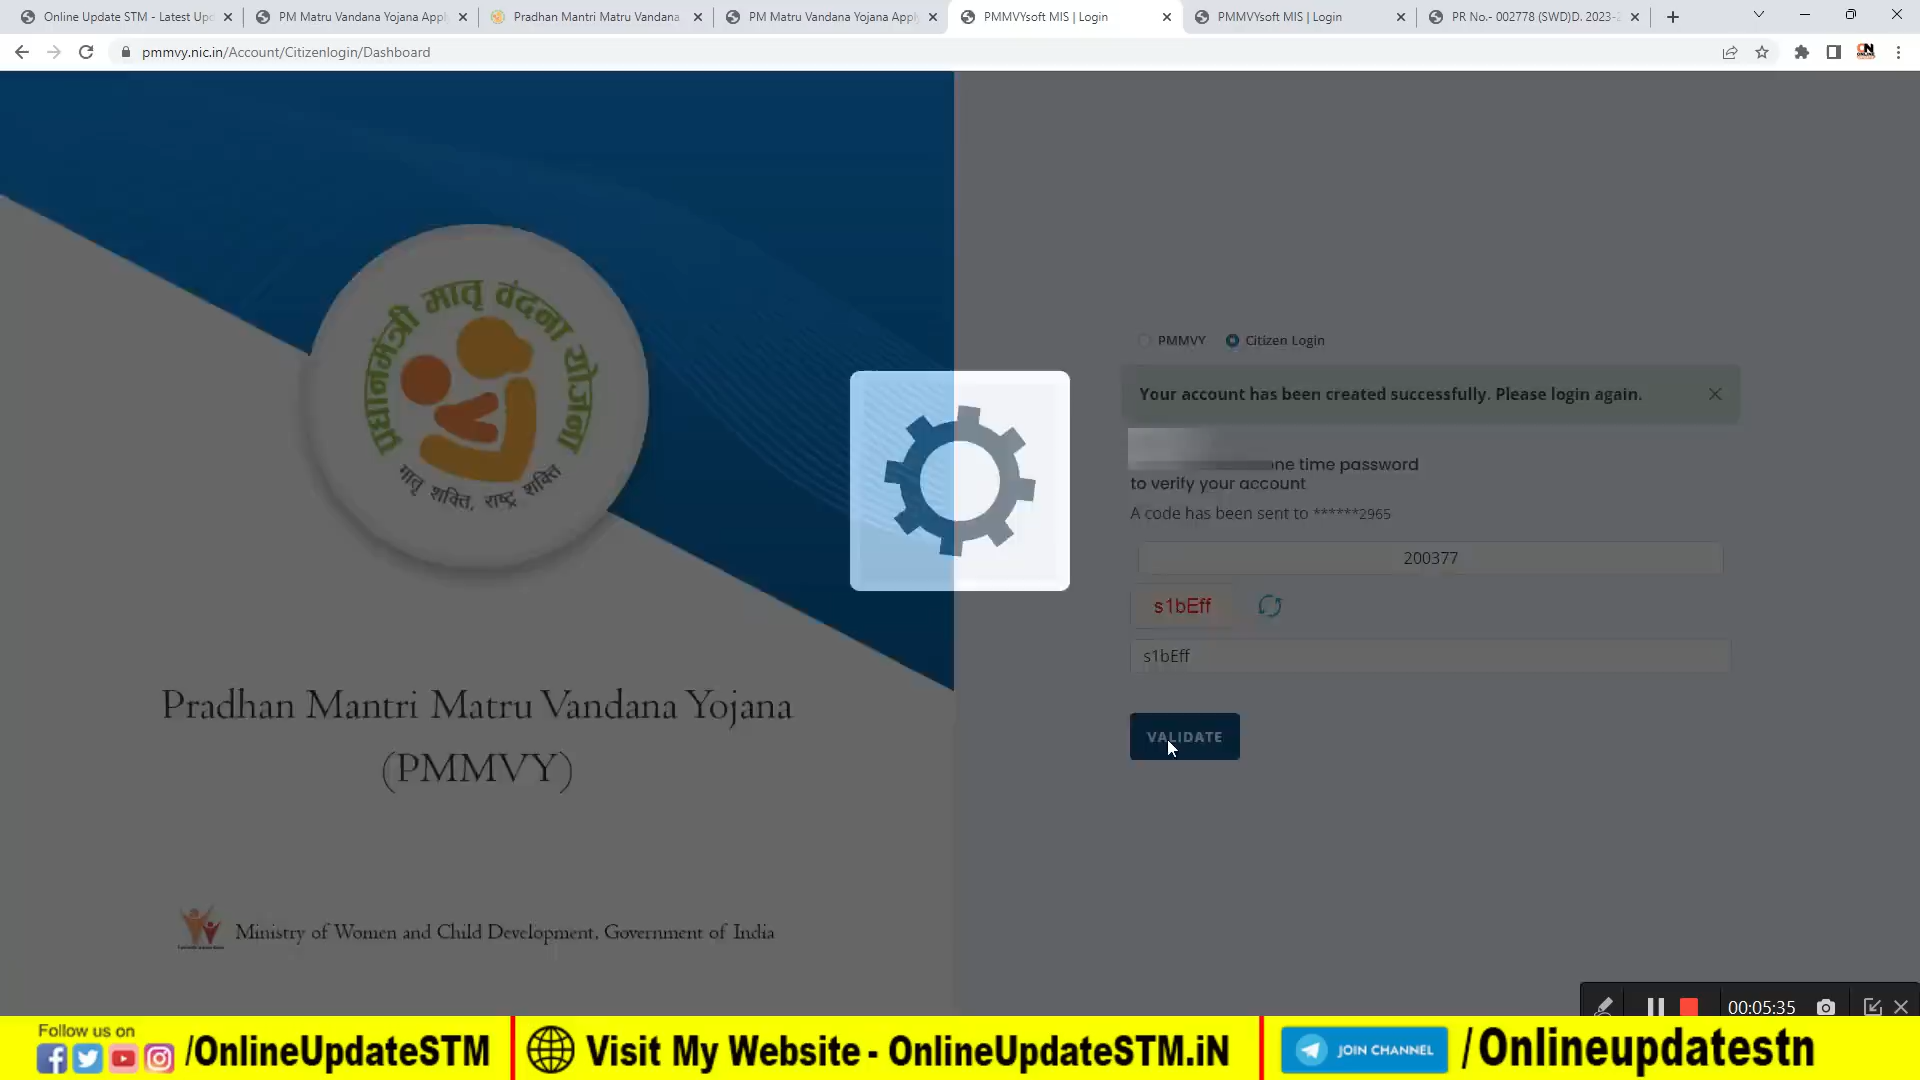 Online Update STM - Latest Upd
PM Matru Vandana Yojana Appl
Pradhan Mantri Matru Vandana
PM Matru Vandana Yojana Appl
PMMVYsoft MIS | Login
PMMVYsoft MIS | Login
PR No.- 002778 (SWD)D. 2023-2
pmmvy.nic.in/Account/Citizenlogin/Dashboard
प्रधानमंत्री मातृ वंदना योजना
मातृ शक्ति, राष्ट्र शक्ति
PMMVY
Citizen Login
Your account has been created successfully. Please login again.
one time password
to verify your account
A code has been sent to ******2965
200377
s1bEff
s1bEff
VALIDATE
Pradhan Mantri Matru Vandana Yojana
(PMMVY)
Ministry of Women and Child Development, Government of India
00:05:35
Follow us on
/OnlineUpdateSTM
Visit My Website - OnlineUpdateSTM.iN
JOIN CHANNEL
/Onlineupdatestn